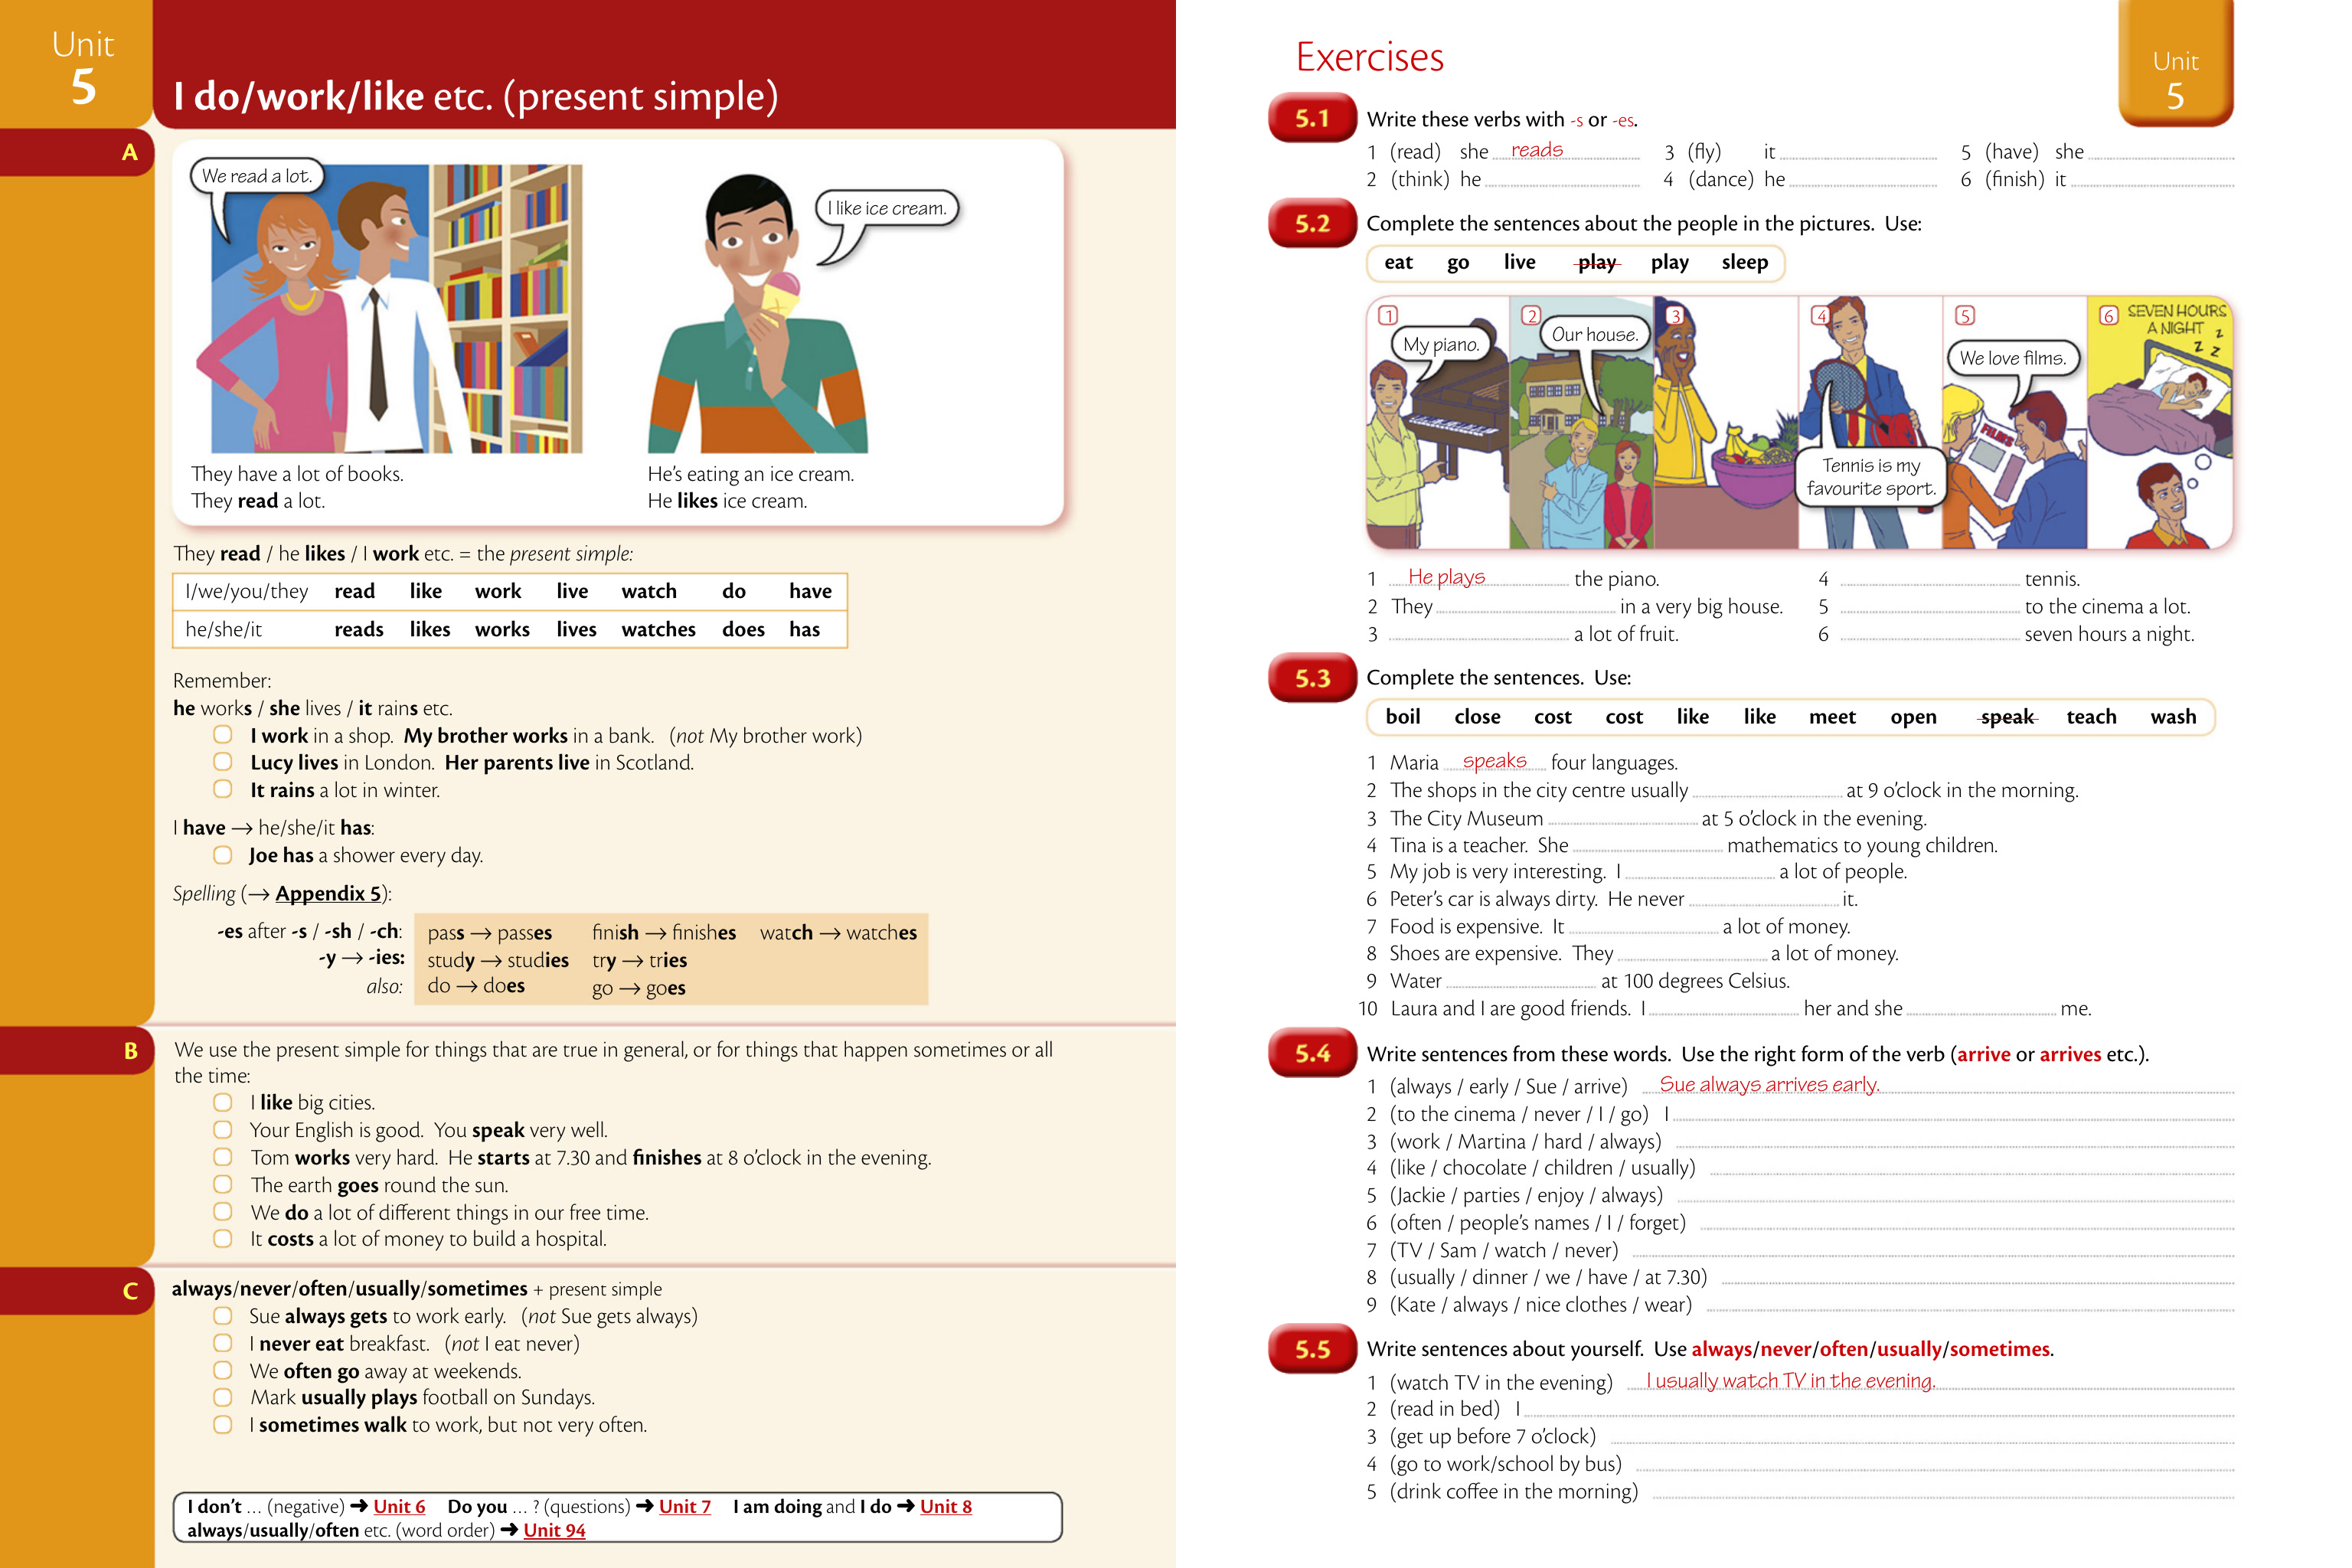 Unit
5
I do/work/like etc. (present simple)
A
We read a lot.
I like ice cream.
They have a lot of books.
They read a lot.
He's eating an ice cream.
He likes ice cream.
They read / he likes / I work etc. = the present simple:
I/we/you/they read like work live watch do have
he/she/it reads likes works lives watches does has
Remember:
he works / she lives / it rains etc.
I work in a shop. My brother works in a bank. (not My brother work)
Lucy lives in London. Her parents live in Scotland.
It rains a lot in winter.
I have → he/she/it has:
Joe has a shower every day.
Spelling (→ Appendix 5):
-es after -s / -sh / -ch: pass → passes finish → finishes watch → watches
-y → -ies: study → studies try → tries
also: do → does go → goes
B
We use the present simple for things that are true in general, or for things that happen sometimes or all
the time:
I like big cities.
Your English is good. You speak very well.
Tom works very hard. He starts at 7.30 and finishes at 8 o'clock in the evening.
The earth goes round the sun.
We do a lot of different things in our free time.
It costs a lot of money to build a hospital.
C
always/never/often/usually/sometimes + present simple
Sue always gets to work early. (not Sue gets always)
I never eat breakfast. (not I eat never)
We often go away at weekends.
Mark usually plays football on Sundays.
I sometimes walk to work, but not very often.
I don't … (negative) ➜ Unit 6 Do you … ? (questions) ➜ Unit 7 I am doing and I do ➜ Unit 8
always/usually/often etc. (word order) ➜ Unit 94
Exercises
Unit
5
5.1 Write these verbs with -s or -es.
1 (read) she reads 3 (fly) it 5 (have) she
2 (think) he 4 (dance) he 6 (finish) it
5.2 Complete the sentences about the people in the pictures. Use:
eat go live play play sleep
1
My piano.
2
Our house.
3
4
Tennis is my
favourite sport.
5
We love films.
FILMS
6
SEVEN HOURS
A NIGHT
z
z z
1 He plays the piano. 4 tennis.
2 They in a very big house. 5 to the cinema a lot.
3 a lot of fruit. 6 seven hours a night.
5.3 Complete the sentences. Use:
boil close cost cost like like meet open speak teach wash
1 Maria speaks four languages.
2 The shops in the city centre usually at 9 o'clock in the morning.
3 The City Museum at 5 o'clock in the evening.
4 Tina is a teacher. She mathematics to young children.
5 My job is very interesting. I a lot of people.
6 Peter's car is always dirty. He never it.
7 Food is expensive. It a lot of money.
8 Shoes are expensive. They a lot of money.
9 Water at 100 degrees Celsius.
10 Laura and I are good friends. I her and she me.
5.4 Write sentences from these words. Use the right form of the verb (arrive or arrives etc.).
1 (always / early / Sue / arrive) Sue always arrives early.
2 (to the cinema / never / I / go) I
3 (work / Martina / hard / always)
4 (like / chocolate / children / usually)
5 (Jackie / parties / enjoy / always)
6 (often / people's names / I / forget)
7 (TV / Sam / watch / never)
8 (usually / dinner / we / have / at 7.30)
9 (Kate / always / nice clothes / wear)
5.5 Write sentences about yourself. Use always/never/often/usually/sometimes.
1 (watch TV in the evening) I usually watch TV in the evening.
2 (read in bed) I
3 (get up before 7 o'clock)
4 (go to work/school by bus)
5 (drink coffee in the morning)